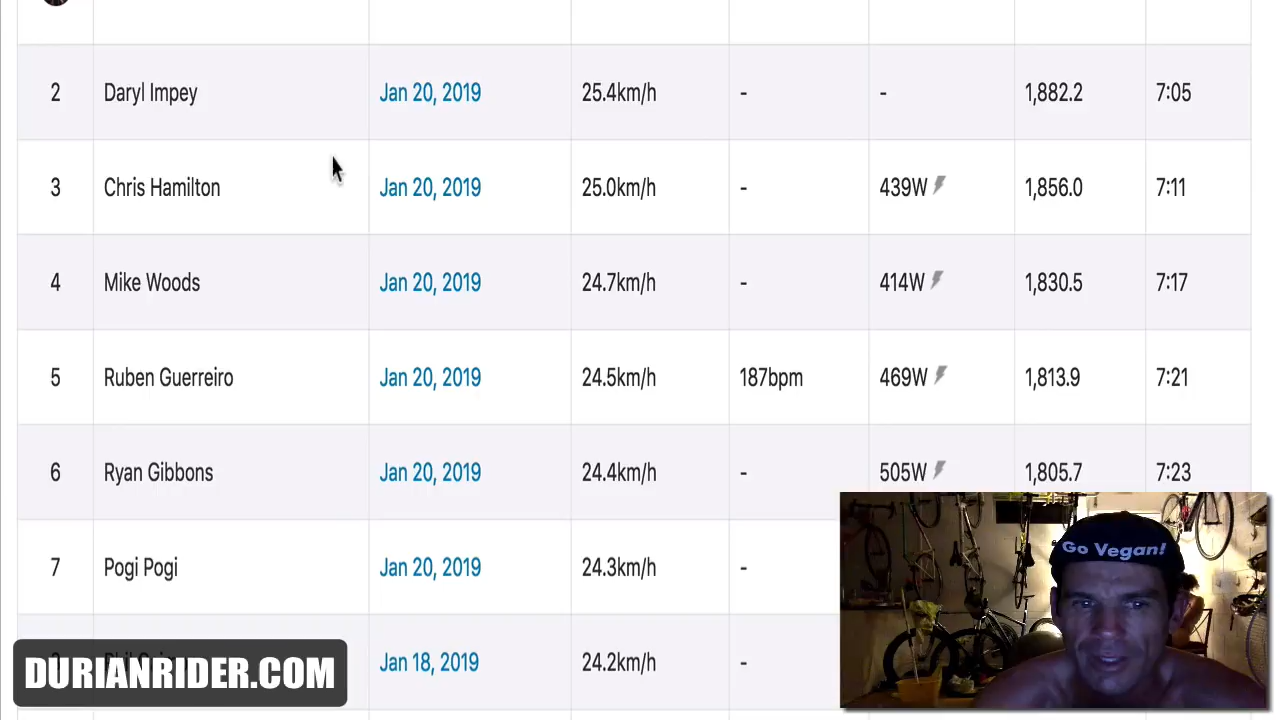 2 Daryl Impey Jan 20, 2019 25.4km/h - - 1,882.2 7:05
3 Chris Hamilton Jan 20, 2019 25.0km/h - 439W 1,856.0 7:11
4 Mike Woods Jan 20, 2019 24.7km/h - 414W 1,830.5 7:17
5 Ruben Guerreiro Jan 20, 2019 24.5km/h 187bpm 469W 1,813.9 7:21
6 Ryan Gibbons Jan 20, 2019 24.4km/h - 505W 1,805.7 7:23
7 Pogi Pogi Jan 20, 2019 24.3km/h -
Jan 18, 2019 24.2km/h -
Go Vegan!
DURIANRIDER.COM